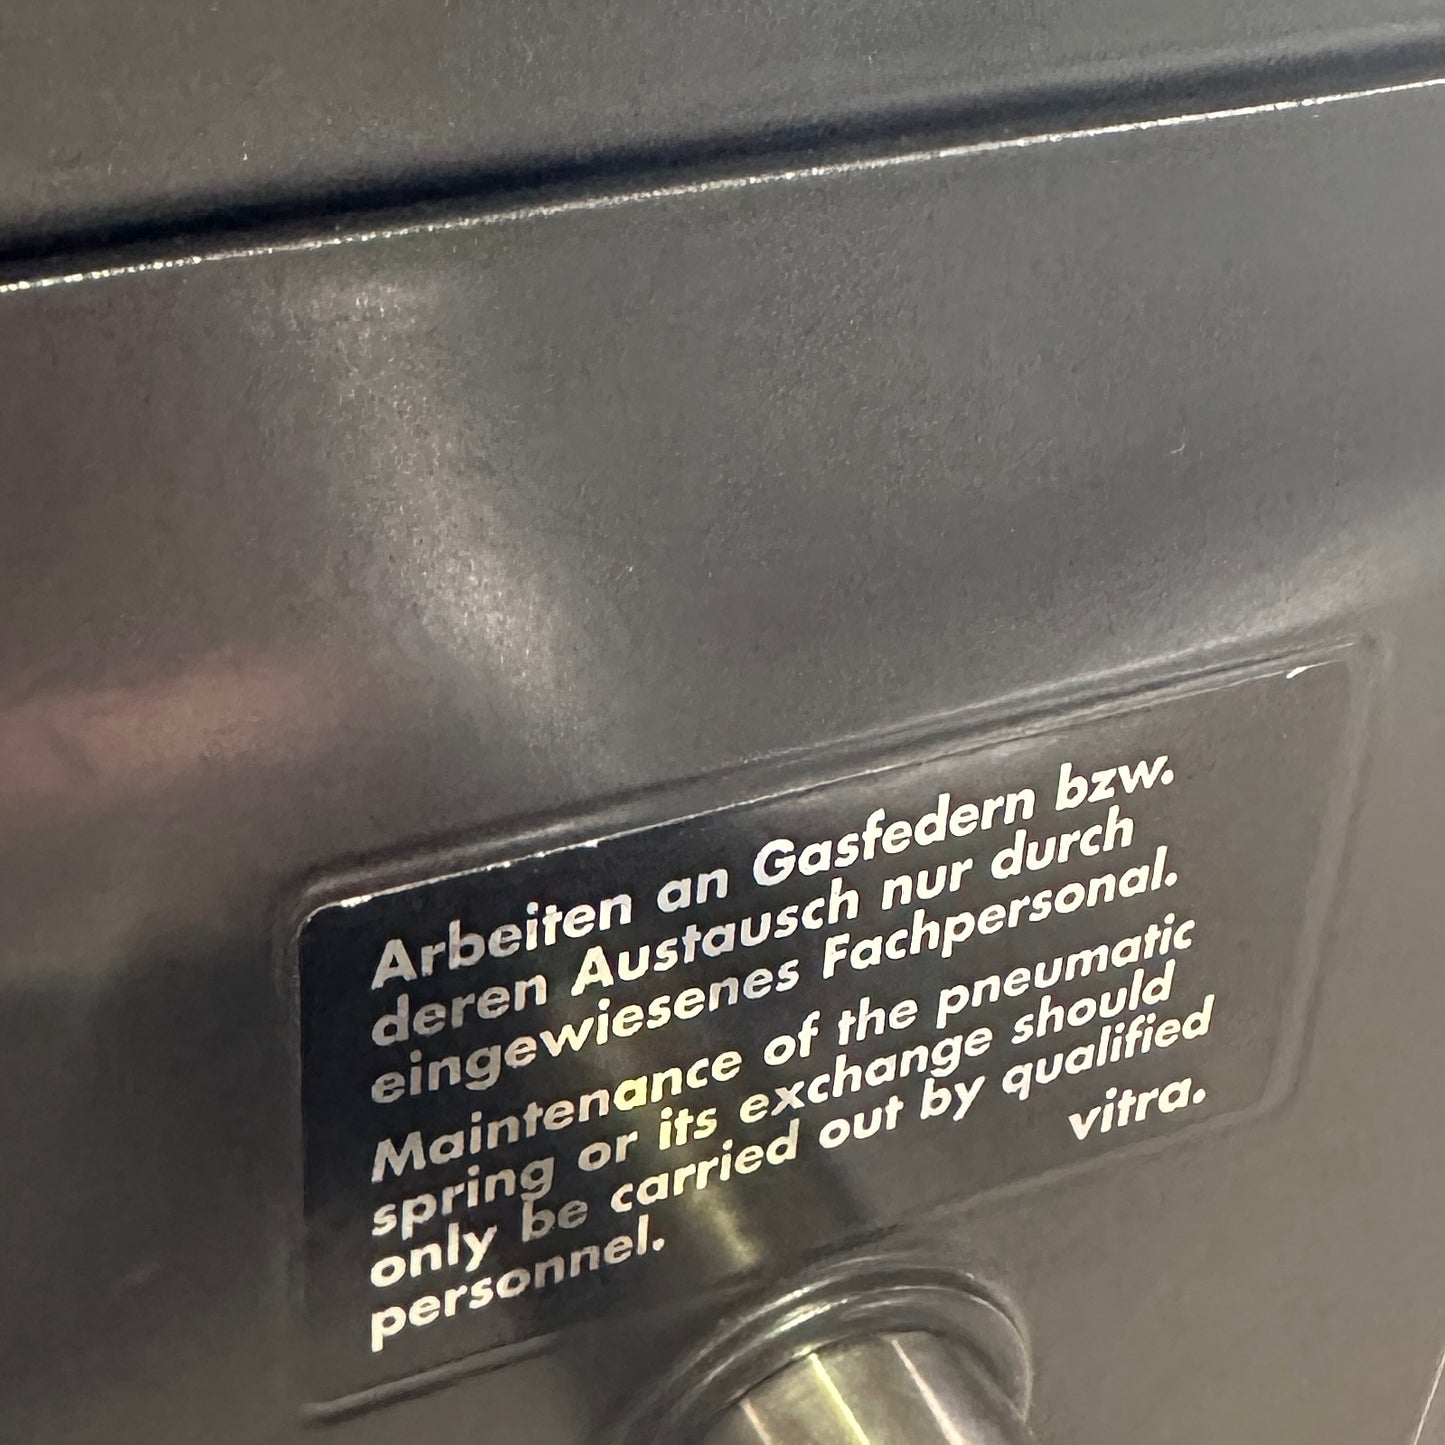 Arbeiten an Gasfedern bzw.
deren Austausch nur durch
eingewiesenes Fachpersonal.
Maintenance of the pneumatic
spring or its exchange should
only be carried out by qualified
personnel.
vitra.